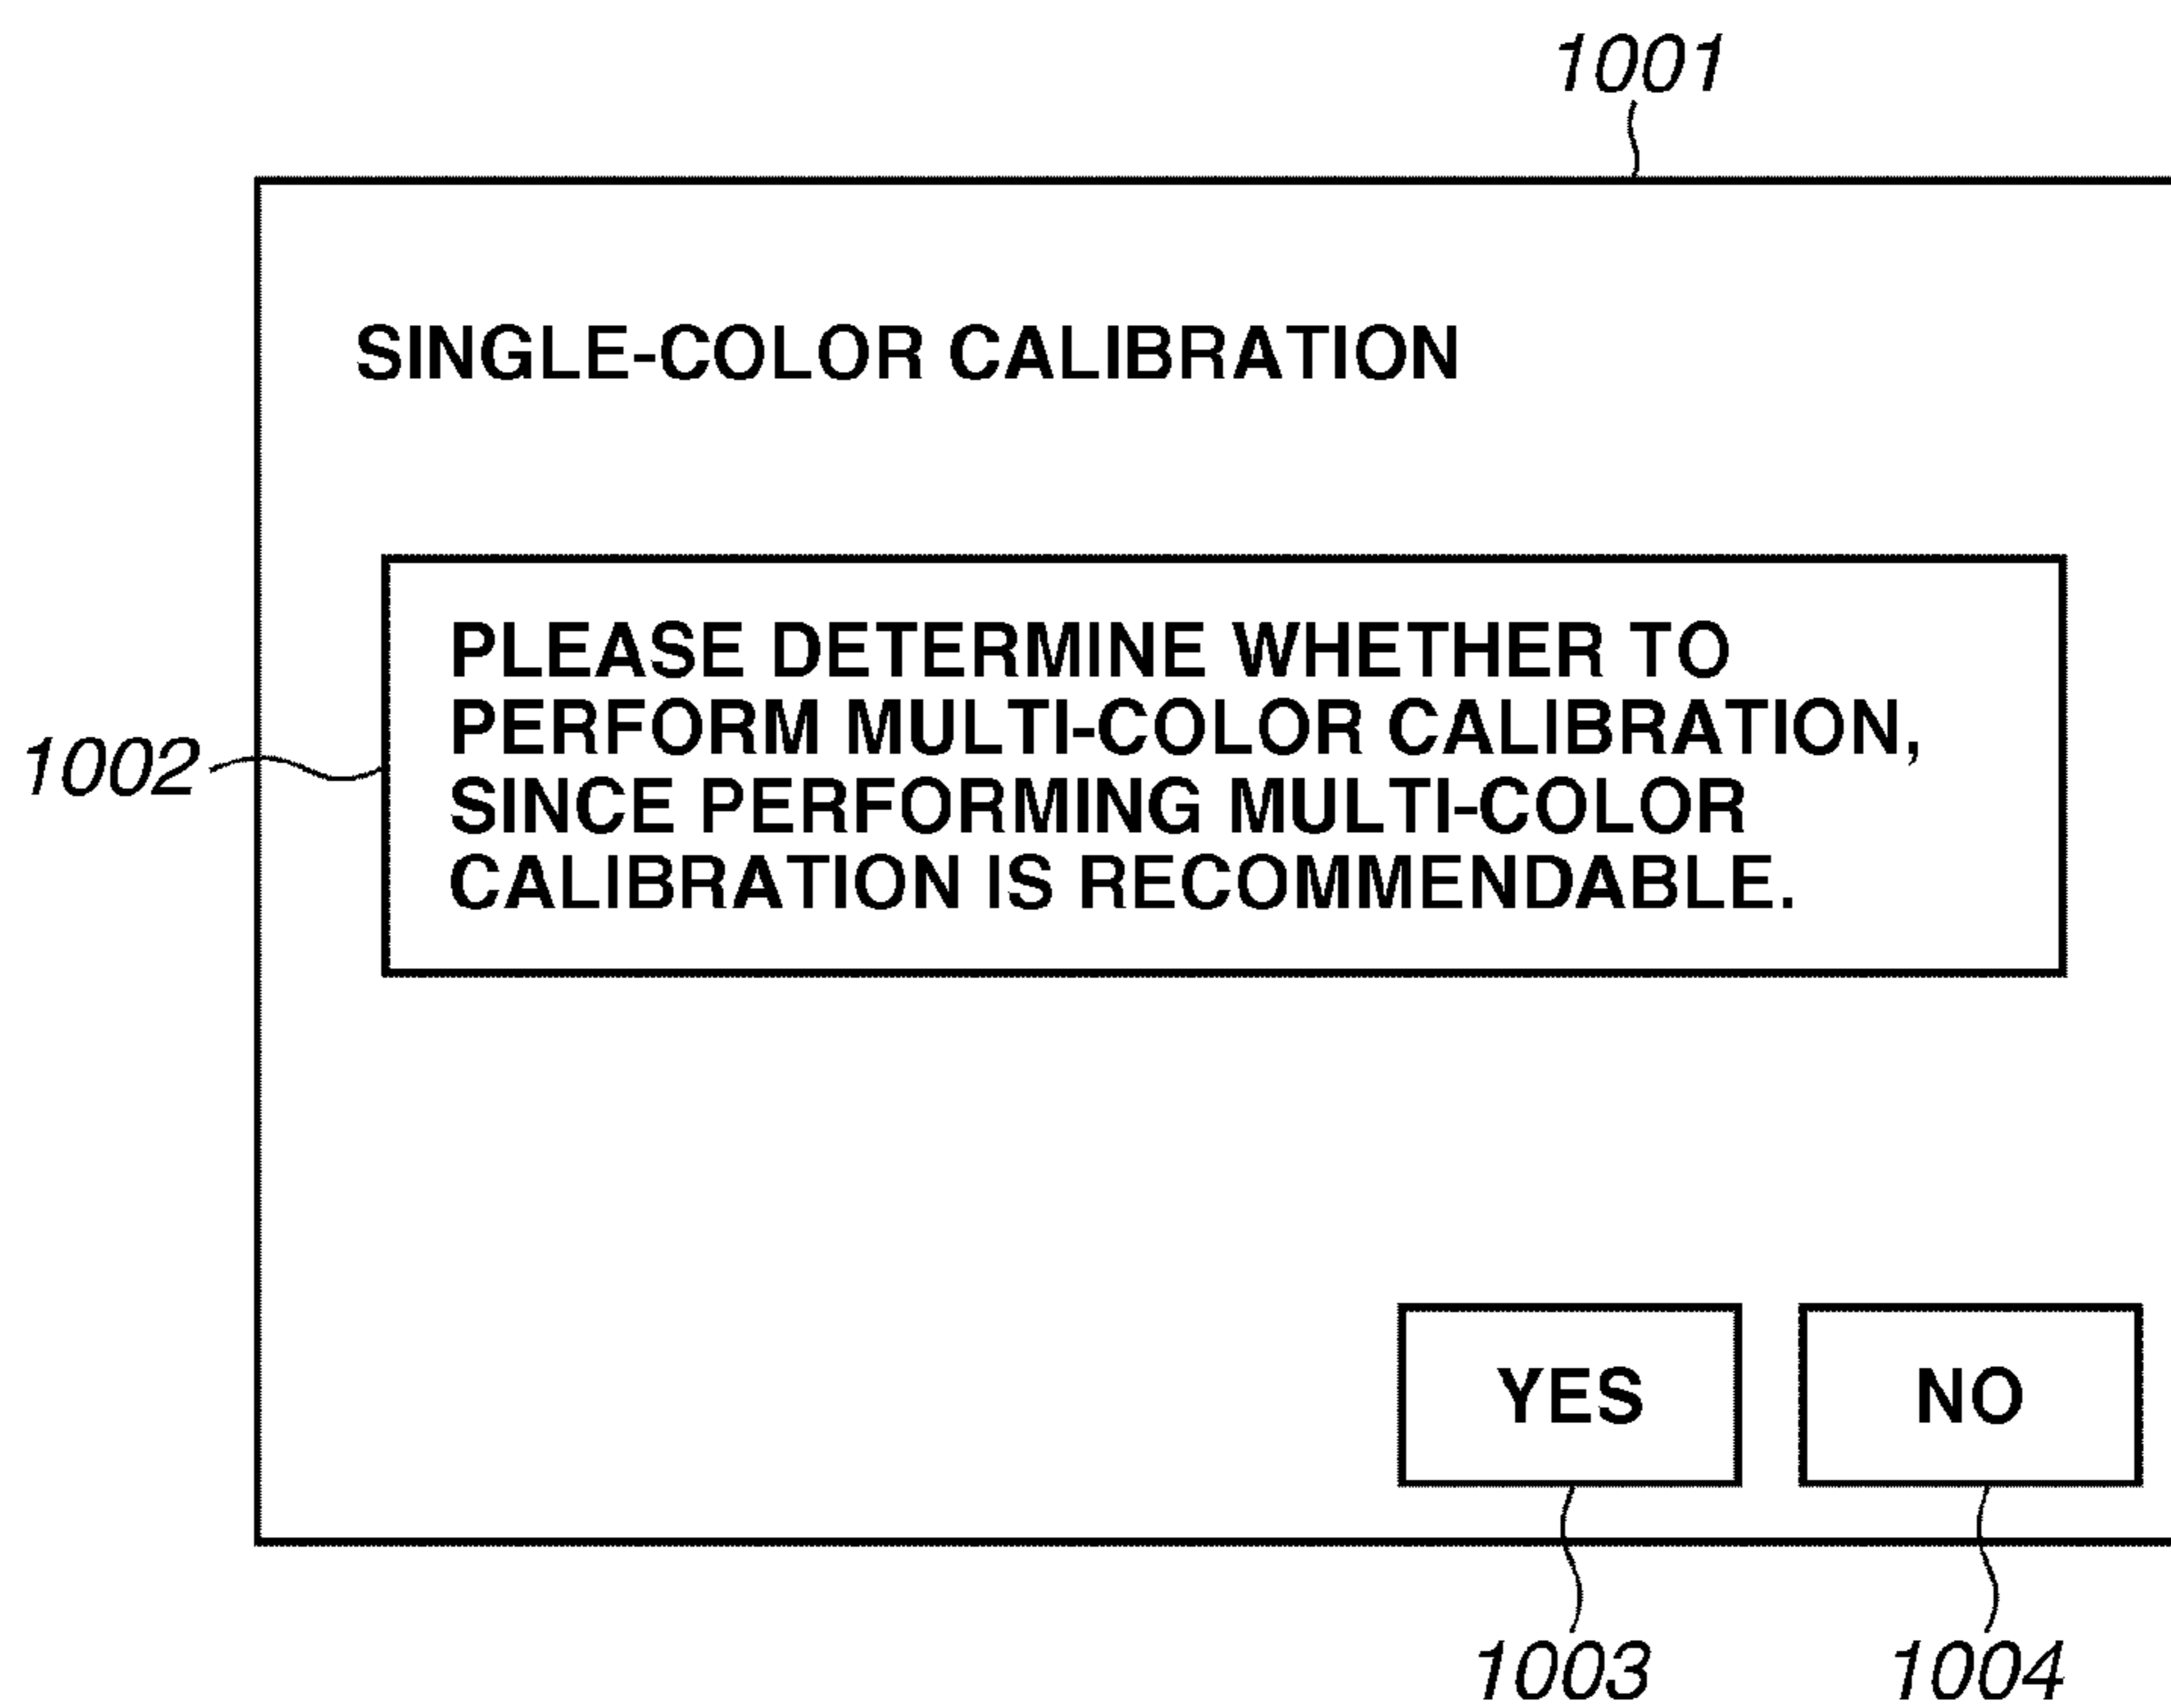 1001
SINGLE-COLOR CALIBRATION
PLEASE DETERMINE WHETHER TO
PERFORM MULTI-COLOR CALIBRATION,
SINCE PERFORMING MULTI-COLOR
CALIBRATION IS RECOMMENDABLE.
1002
YES
NO
1003
1004